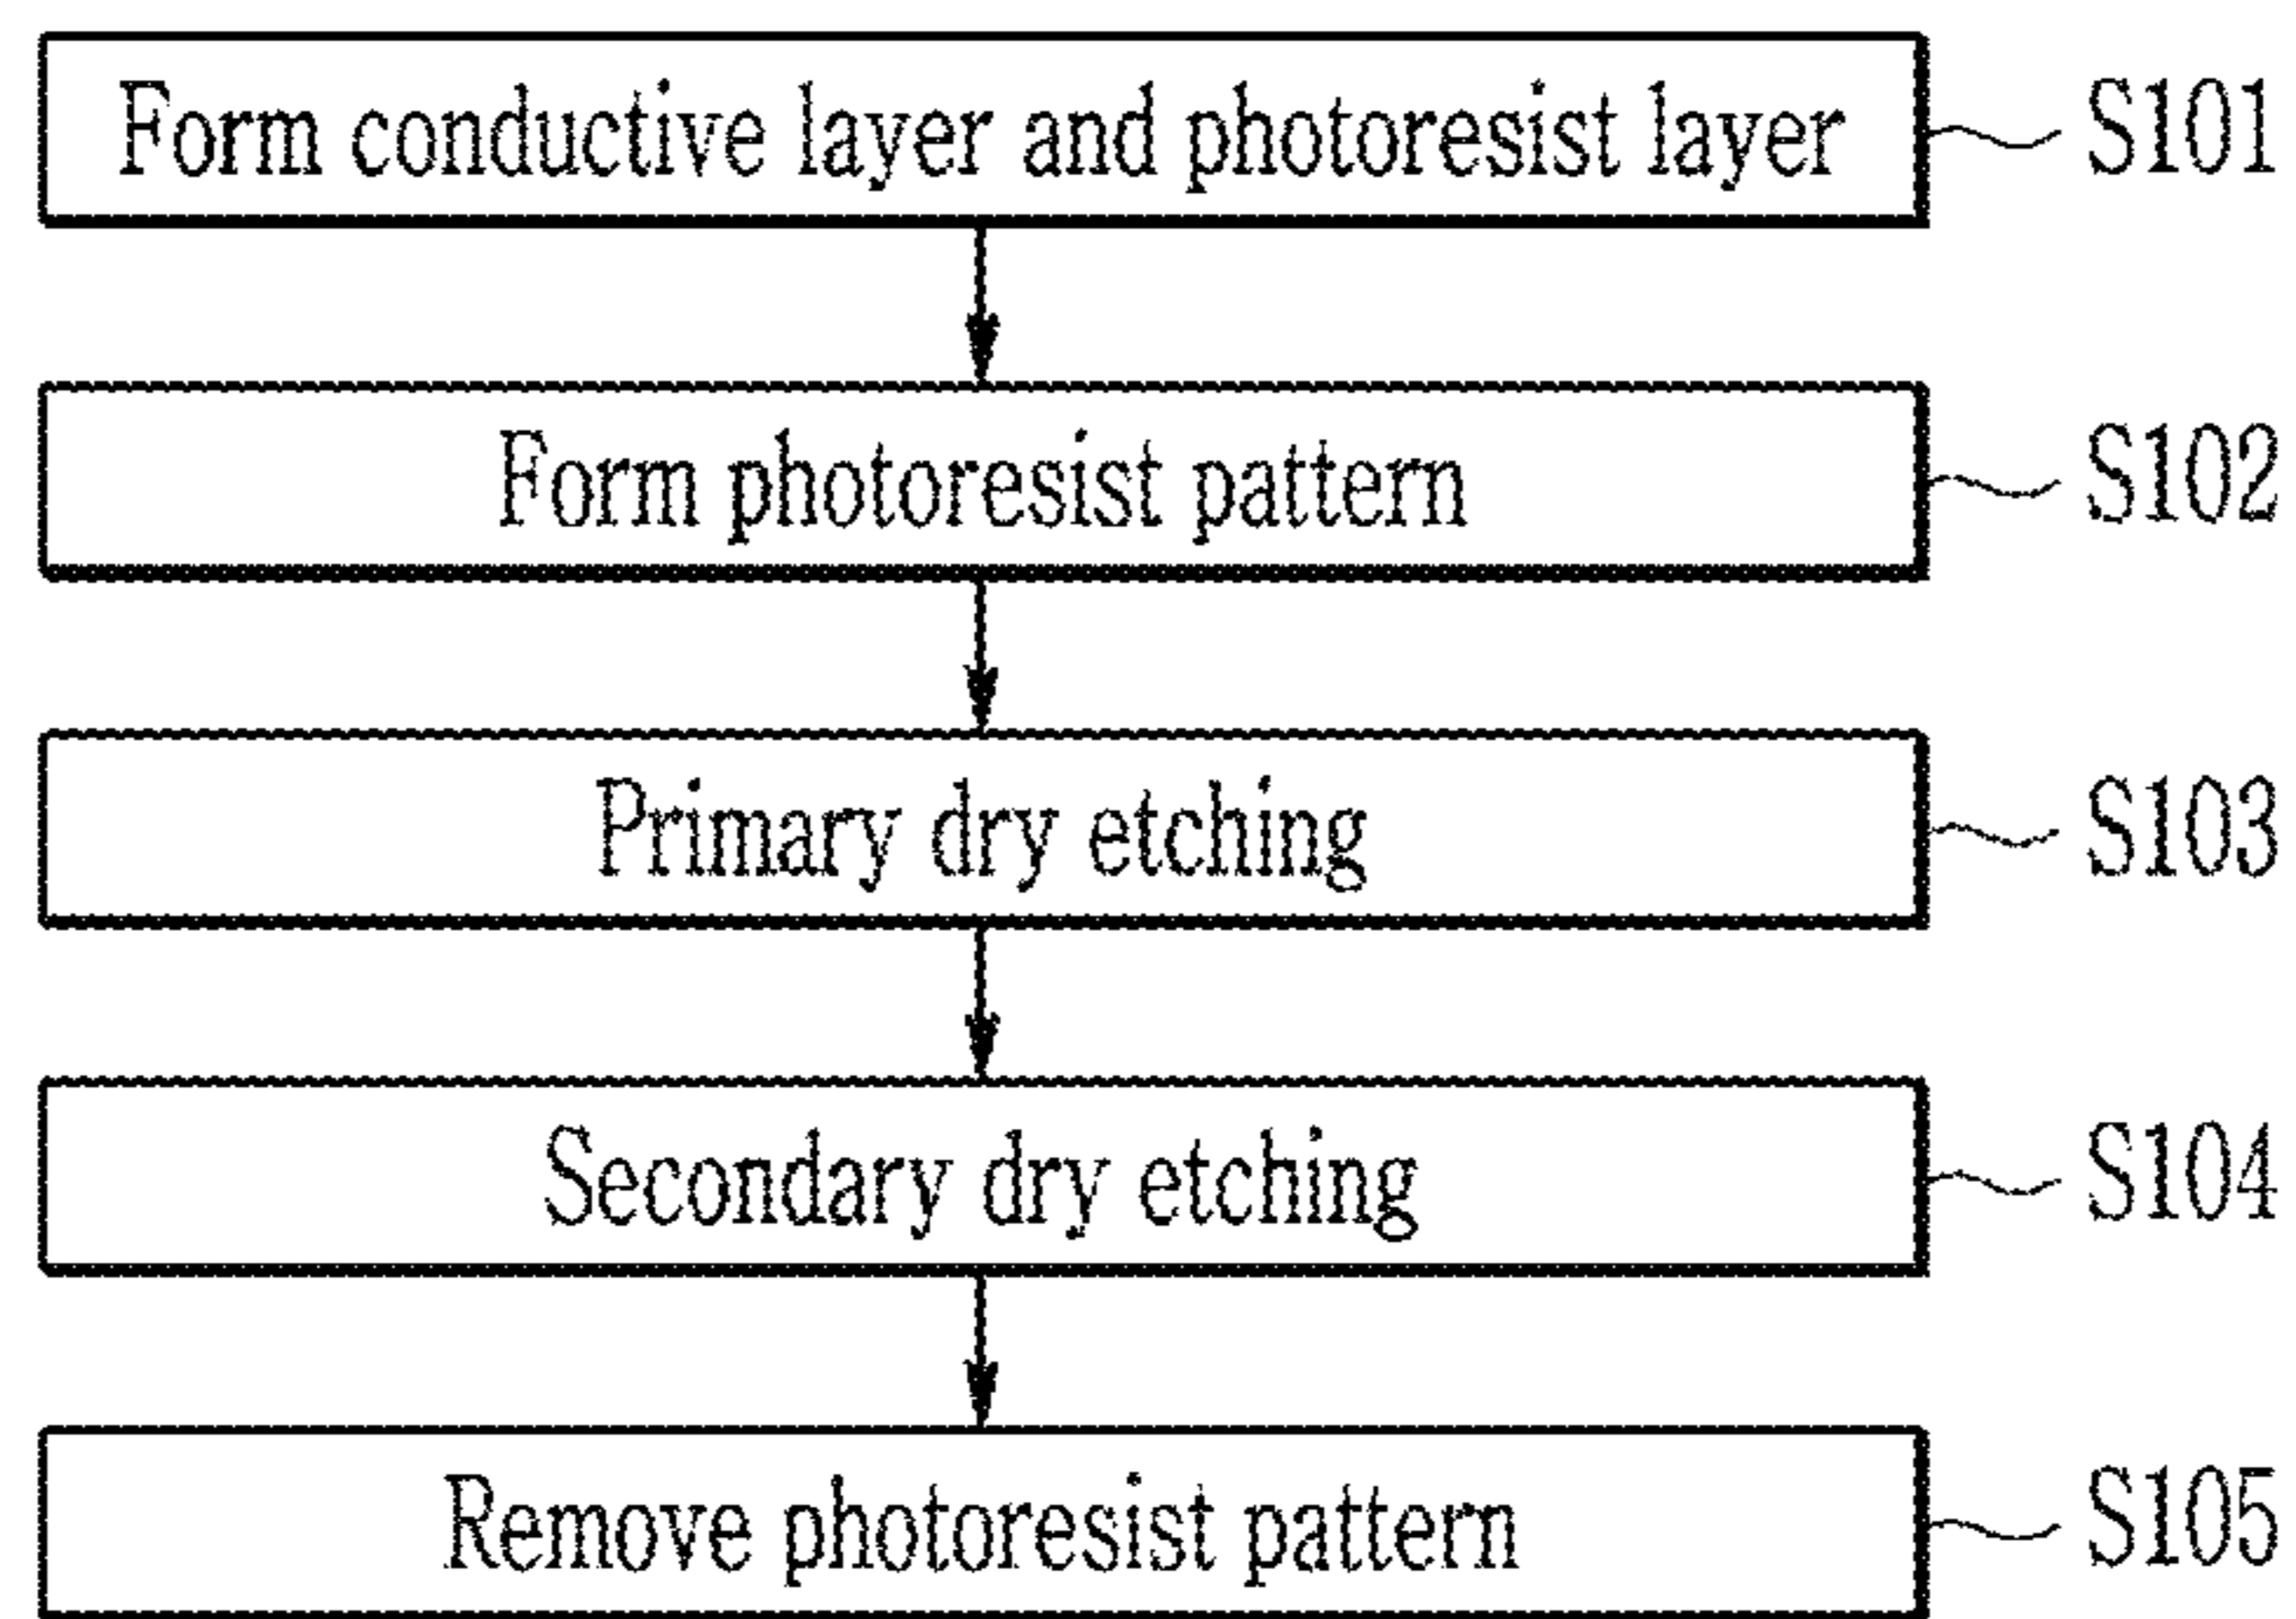 Form conductive layer and photoresist layer S101
Form photoresist pattern S102
Primary dry etching S103
Secondary dry etching S104
Remove photoresist pattern S105